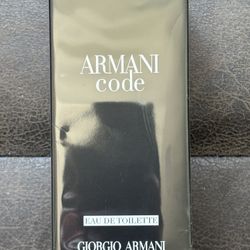 ARMANI
code
EAU DE TOILETTE
GIORGIO ARMANI